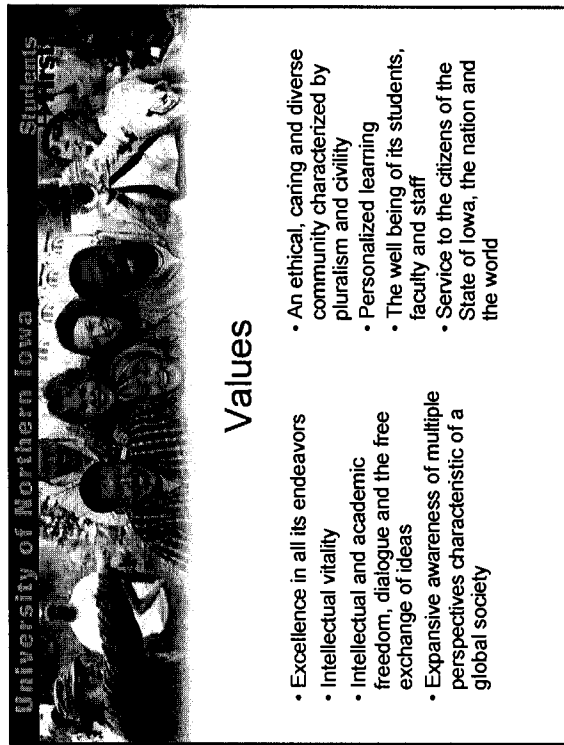 University of Northern Iowa
Students
First
Values
• Excellence in all its endeavors
• Intellectual vitality
• Intellectual and academic
freedom, dialogue and the free
exchange of ideas
• Expansive awareness of multiple
perspectives characteristic of a
global society
• An ethical, caring and diverse
community characterized by
pluralism and civility
• Personalized learning
• The well being of its students,
faculty and staff
• Service to the citizens of the
State of Iowa, the nation and
the world